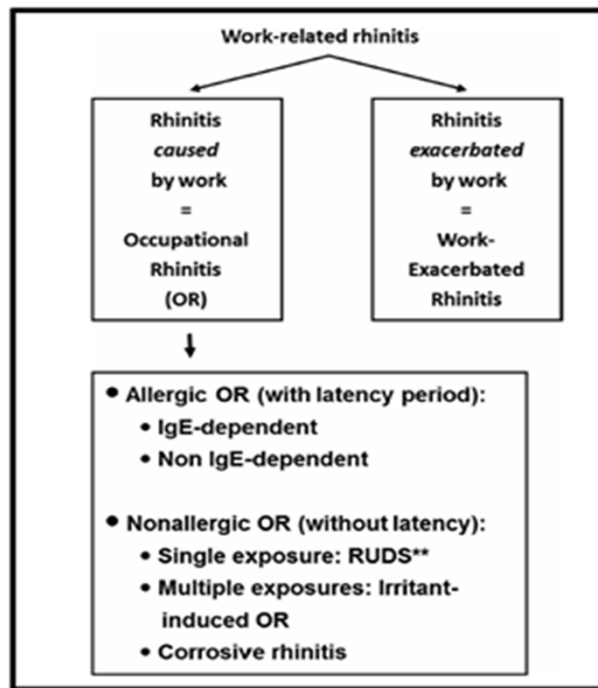 Work-related rhinitis
Rhinitis
caused
by work
=
Occupational
Rhinitis
(OR)
Rhinitis
exacerbated
by work
=
Work-
Exacerbated
Rhinitis
• Allergic OR (with latency period):
• IgE-dependent
• Non IgE-dependent
• Nonallergic OR (without latency):
• Single exposure: RUDS**
• Multiple exposures: Irritant-
induced OR
• Corrosive rhinitis